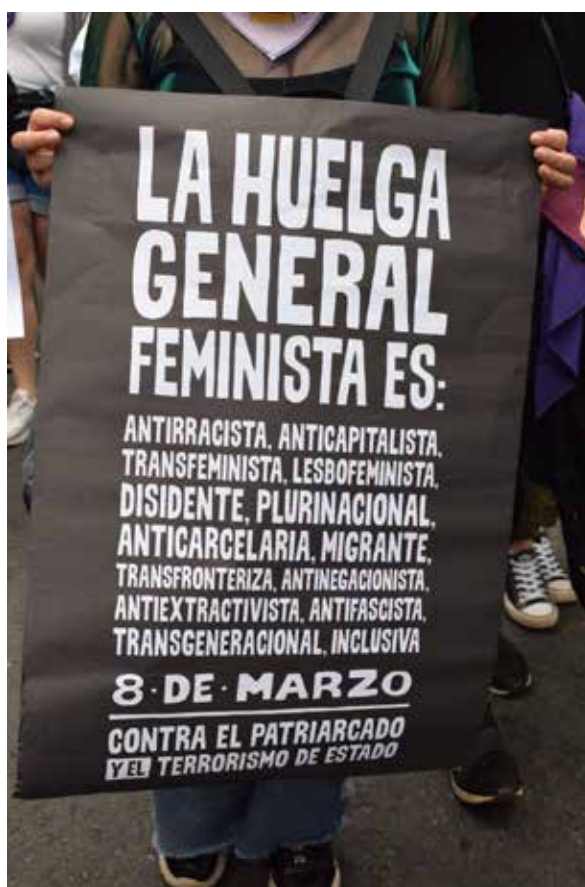 LA HUELGA
GENERAL
FEMINISTA ES:
ANTIRRACISTA, ANTICAPITALISTA,
TRANSFEMINISTA, LESBOFEMINISTA,
DISIDENTE, PLURINACIONAL,
ANTICARCELARIA, MIGRANTE,
TRANSFRONTERIZA, ANTINEGACIONISTA,
ANTIEXTRACTIVISTA, ANTIFASCISTA,
TRANSGENERACIONAL, INCLUSIVA
8·DE·MARZO
CONTRA EL PATRIARCADO
Y EL TERRORISMO DE ESTADO